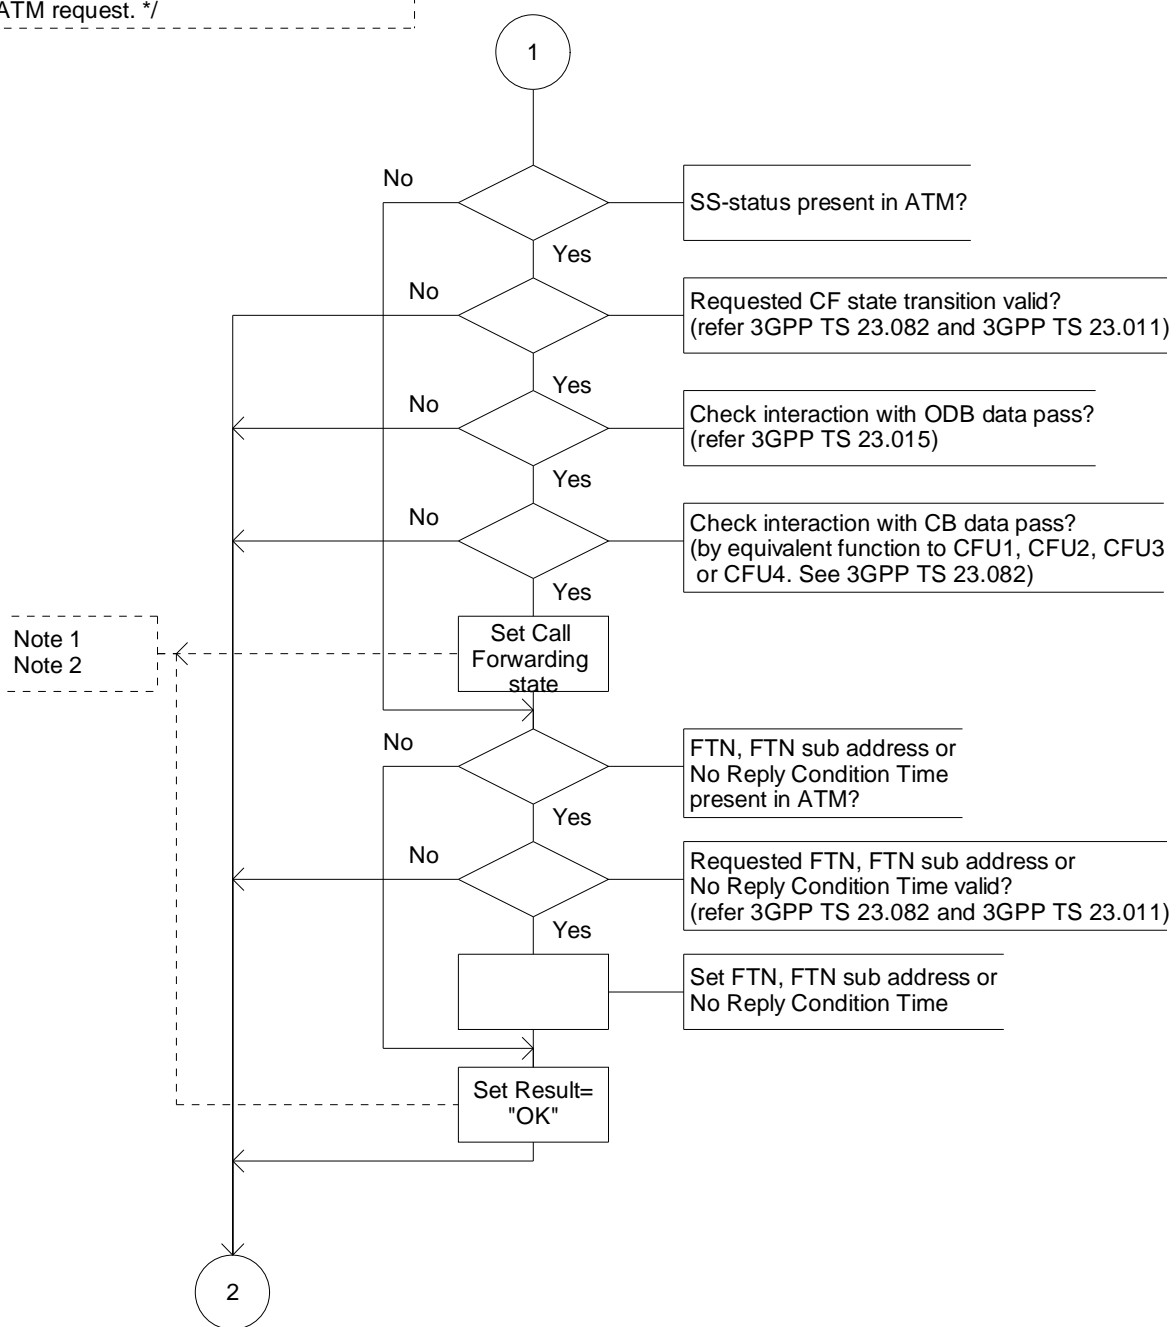 ATM request. */
1
No
SS-status present in ATM?
Yes
No
Requested CF state transition valid?
(refer 3GPP TS 23.082 and 3GPP TS 23.011)
Yes
No
Check interaction with ODB data pass?
(refer 3GPP TS 23.015)
Yes
No
Check interaction with CB data pass?
(by equivalent function to CFU1, CFU2, CFU3
or CFU4. See 3GPP TS 23.082)
Yes
Note 1
Note 2
Set Call
Forwarding
state
No
FTN, FTN sub address or
No Reply Condition Time
present in ATM?
Yes
No
Requested FTN, FTN sub address or
No Reply Condition Time valid?
(refer 3GPP TS 23.082 and 3GPP TS 23.011)
Yes
Set FTN, FTN sub address or
No Reply Condition Time
Set Result=
"OK"
2